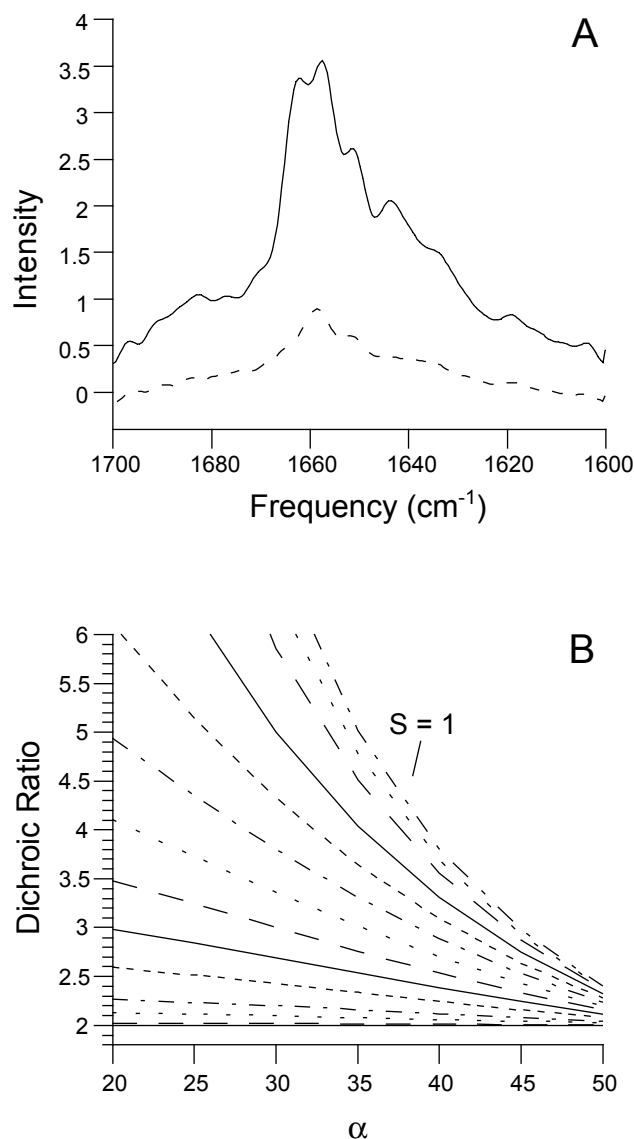 A
4
3.5
3
2.5
2
1.5
1
0.5
0
Intensity
1700 1680 1660 1640 1620 1600
Frequency (cm⁻¹)
B
6
5.5
5
4.5
4
3.5
3
2.5
2
Dichroic Ratio
S = 1
20 25 30 35 40 45 50
α